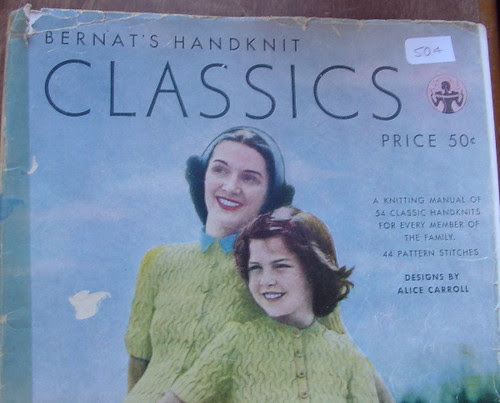 BERNAT'S HANDKNIT
50¢
CLASSICS
PRICE 50¢
A KNITTING MANUAL OF
54 CLASSIC HANDKNITS
FOR EVERY MEMBER OF
THE FAMILY.
44 PATTERN STITCHES
DESIGNS BY
ALICE CARROLL